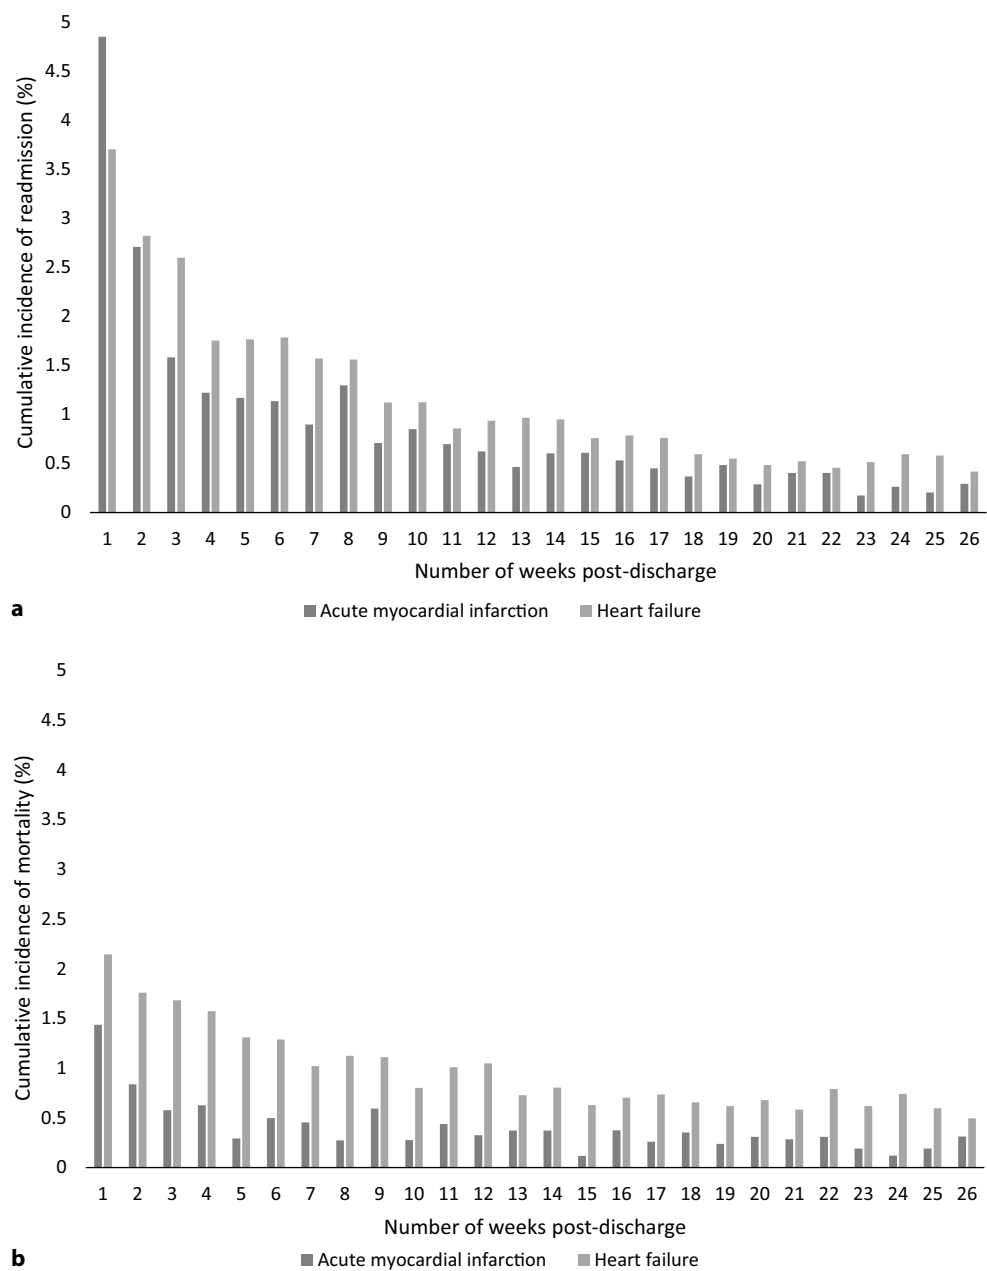 5
4.5
4
3.5
3
2.5
2
1.5
1
0.5
0
Cumulative incidence of readmission (%)
1 2 3 4 5 6 7 8 9 10 11 12 13 14 15 16 17 18 19 20 21 22 23 24 25 26
Number of weeks post-discharge
a
Acute myocardial infarction Heart failure
5
4.5
4
3.5
3
2.5
2
1.5
1
0.5
0
Cumulative incidence of mortality (%)
1 2 3 4 5 6 7 8 9 10 11 12 13 14 15 16 17 18 19 20 21 22 23 24 25 26
Number of weeks post-discharge
b
Acute myocardial infarction Heart failure